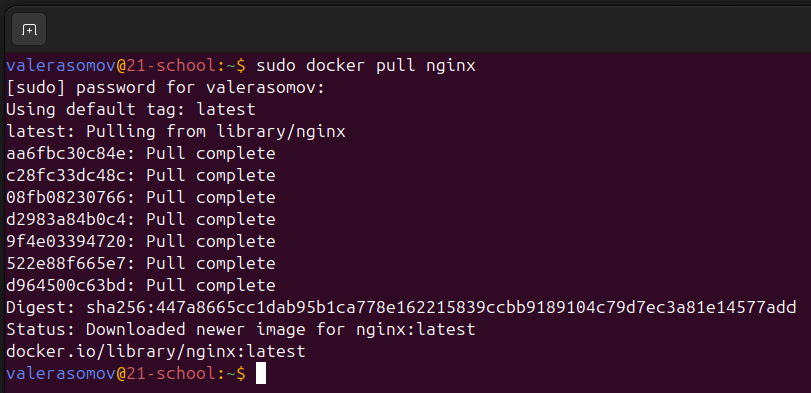 valerasomov@21-school:~$ sudo docker pull nginx
[sudo] password for valerasomov:
Using default tag: latest
latest: Pulling from library/nginx
aa6fbc30c84e: Pull complete
c28fc33dc48c: Pull complete
08fb08230766: Pull complete
d2983a84b0c4: Pull complete
9f4e03394720: Pull complete
522e88f665e7: Pull complete
d964500c63bd: Pull complete
Digest: sha256:447a8665cc1dab95b1ca778e162215839ccbb9189104c79d7ec3a81e14577add
Status: Downloaded newer image for nginx:latest
docker.io/library/nginx:latest
valerasomov@21-school:~$